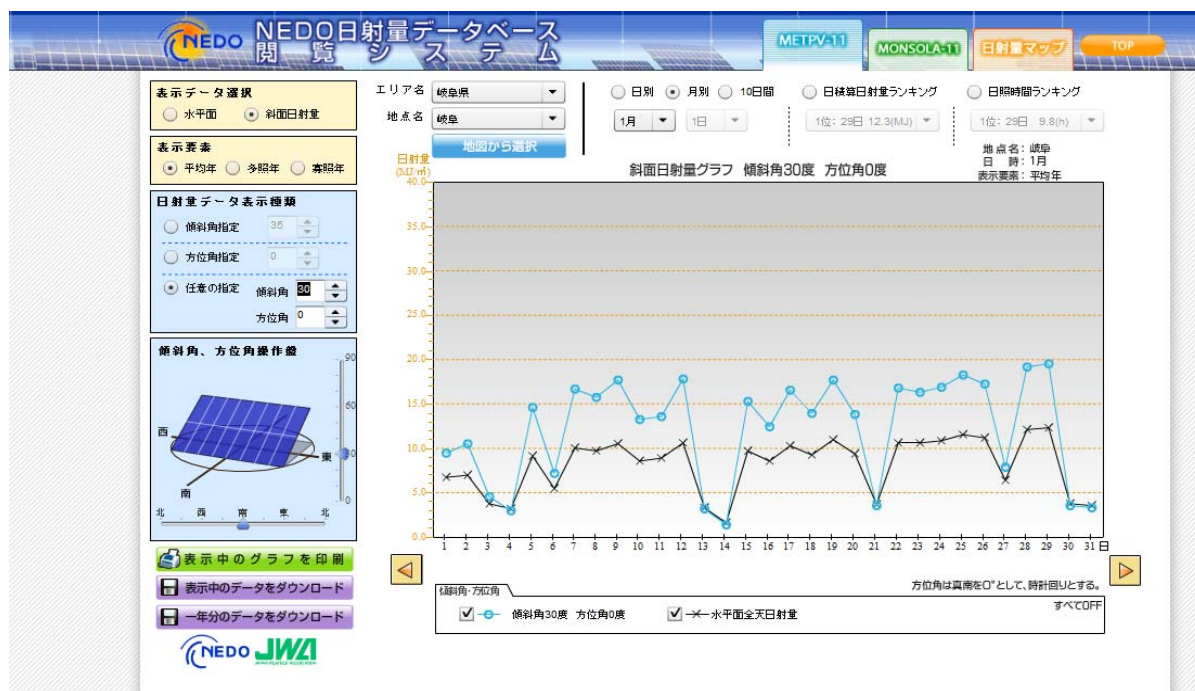 NEDO NEDO日射量データベース
閲 覧 シ ス テ ム
METPV-11
MONSOLA-11
日射量マップ
TOP
表示データ選択
水平面 斜面日射量
表示要素
平均年 多照年 寡照年
日射量データ表示種類
傾斜角指定 35
方位角指定 0
任意の指定 傾斜角 30
方位角 0
傾斜角、方位角操作盤
90
60
30
0
西
東
南
北 西 南 東 北
表示中のグラフを印刷
表示中のデータをダウンロード
一年分のデータをダウンロード
NEDO JWA
エリア名 岐阜県
地点名 岐阜
地図から選択
日別 月別 10日間
1月 1日
日積算日射量ランキング
1位: 29日 12.3(MJ)
日照時間ランキング
1位: 29日 9.8(h)
地点名: 岐阜
日 時: 1月
表示要素: 平均年
斜面日射量グラフ 傾斜角30度 方位角0度
日射量
(MJ/㎡)
40.0
35.0
30.0
25.0
20.0
15.0
10.0
5.0
0.0
1 2 3 4 5 6 7 8 9 10 11 12 13 14 15 16 17 18 19 20 21 22 23 24 25 26 27 28 29 30 31 日
方位角は真南を0°として、時計回りとする。
傾斜角・方位角
すべてOFF
傾斜角30度 方位角0度 水平面全天日射量